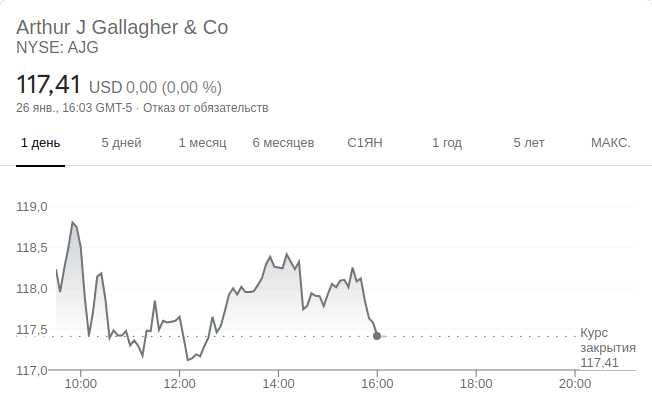 Arthur J Gallagher & Co
NYSE: AJG
117,41 USD 0,00 (0,00 %)
26 янв., 16:03 GMT-5 · Отказ от обязательств
1 день 5 дней 1 месяц 6 месяцев С1ЯН 1 год 5 лет МАКС.
119,0
118,5
118,0
117,5
Курс
закрытия
117,41
117,0
10:00 12:00 14:00 16:00 18:00 20:00